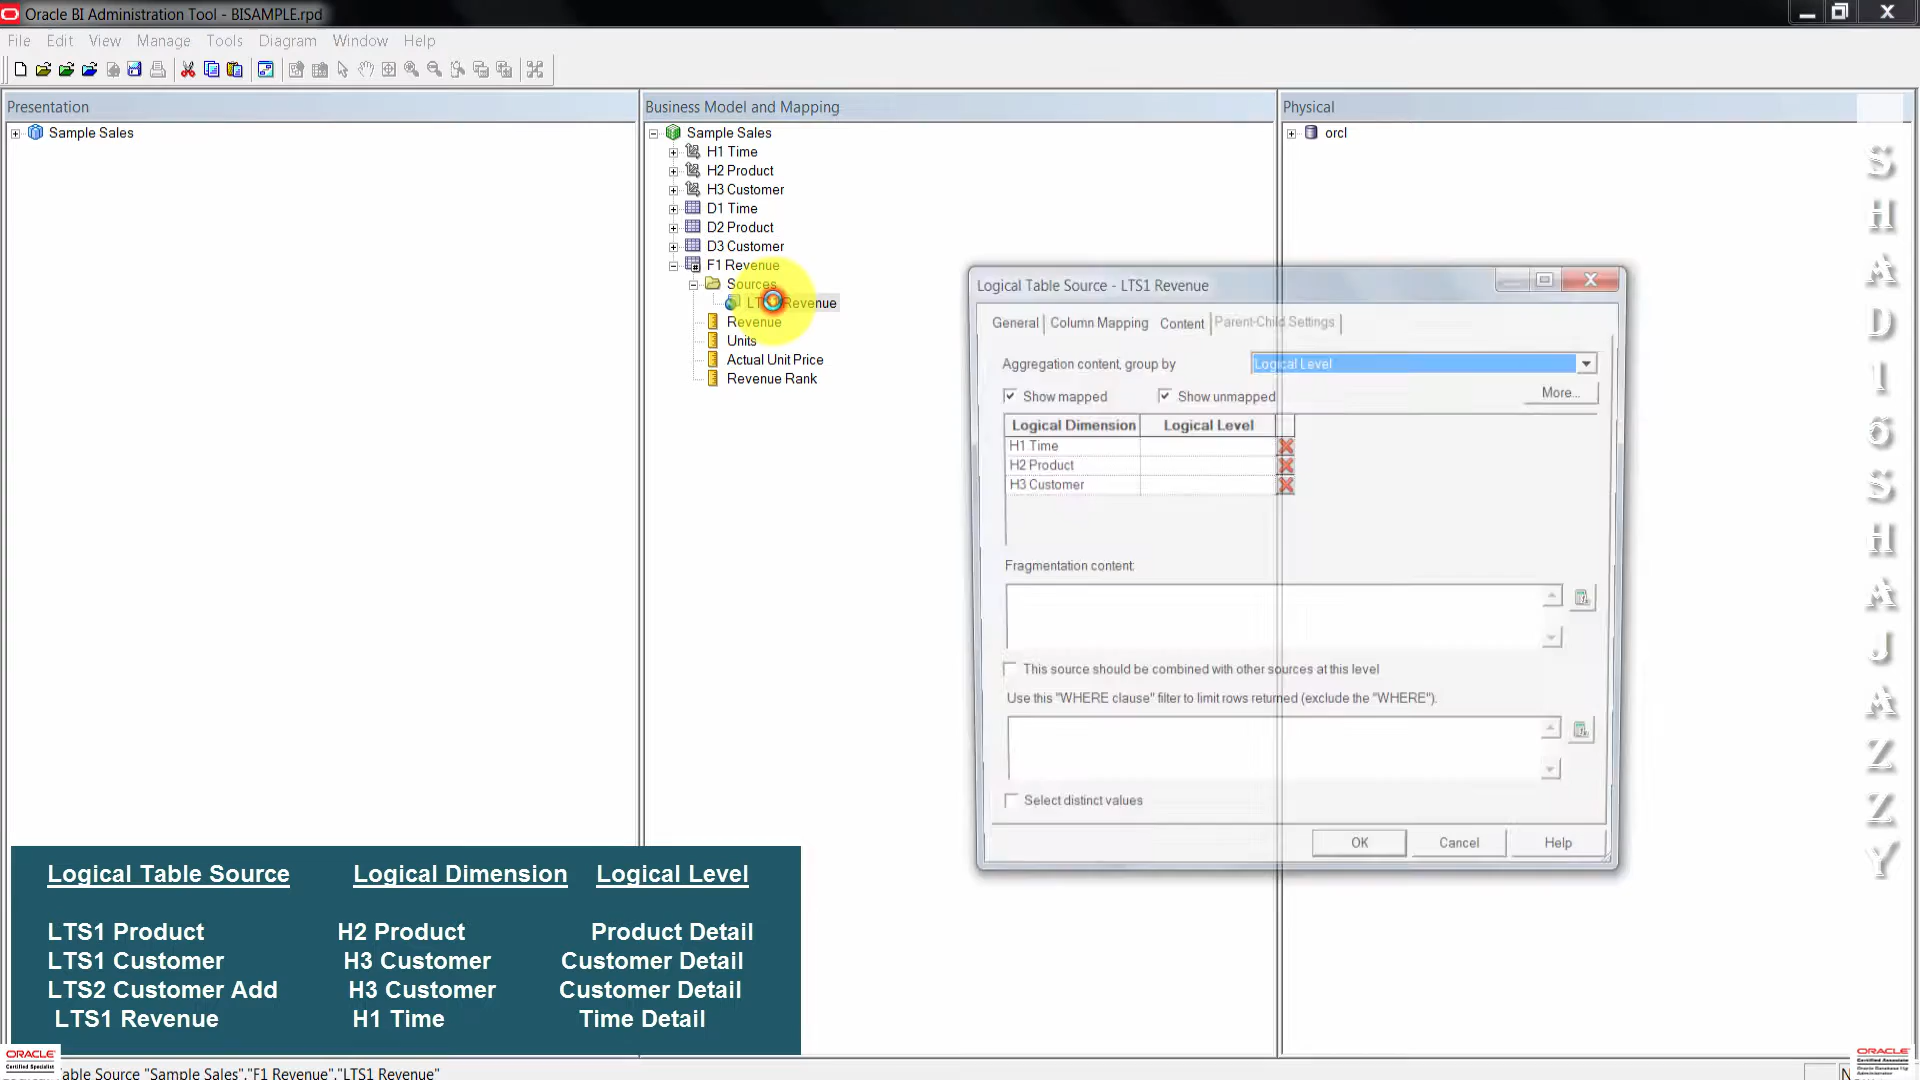 Oracle BI Administration Tool - BISAMPLE.rpd
File Edit View Manage Tools Diagram Window Help
Presentation
Sample Sales
Business Model and Mapping
Sample Sales
H1 Time
H2 Product
H3 Customer
D1 Time
D2 Product
D3 Customer
F1 Revenue
Sources
Revenue
Revenue
Units
Actual Unit Price
Revenue Rank
Physical
orcl
Logical Table Source - LTS1 Revenue
General Column Mapping Content Parent-Child Settings
Aggregation content, group by Logical Level
Show mapped Show unmapped More...
Logical Dimension Logical Level
H1 Time
H2 Product
H3 Customer
Fragmentation content:
This source should be combined with other sources at this level
Use this "WHERE clause" filter to limit rows returned (exclude the "WHERE").
Select distinct values
OK Cancel Help
Logical Table Source Logical Dimension Logical Level
LTS1 Product H2 Product Product Detail
LTS1 Customer H3 Customer Customer Detail
LTS2 Customer Add H3 Customer Customer Detail
LTS1 Revenue H1 Time Time Detail
S
H
A
D
1
6
S
H
A
J
A
Z
Z
Y
ORACLE
Certified Specialist
Table Source "Sample Sales"."F1 Revenue"."LTS1 Revenue"
ORACLE